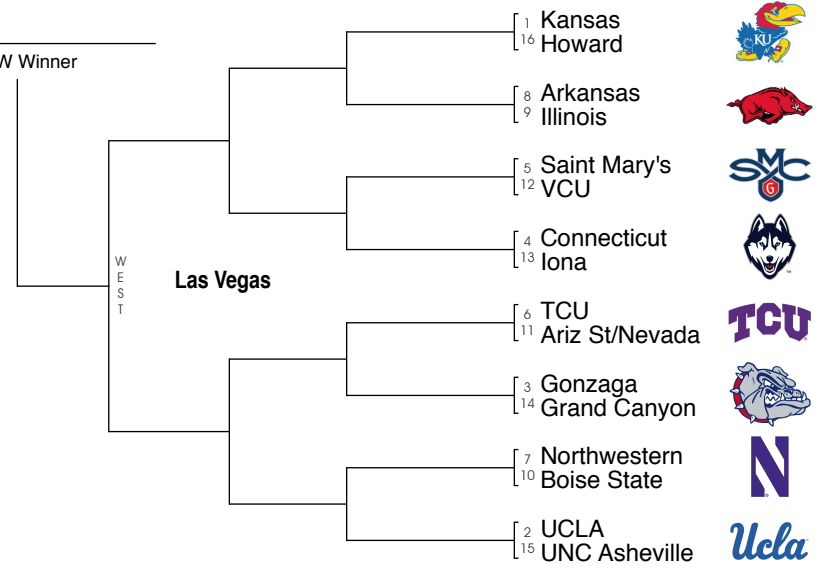 1 Kansas
16 Howard
W Winner
8 Arkansas
9 Illinois
5 Saint Mary's
12 VCU
4 Connecticut
13 Iona
WEST
Las Vegas
6 TCU
11 Ariz St/Nevada
3 Gonzaga
14 Grand Canyon
7 Northwestern
10 Boise State
2 UCLA
15 UNC Asheville
KU
SMC
G
TCU
N
Ucla